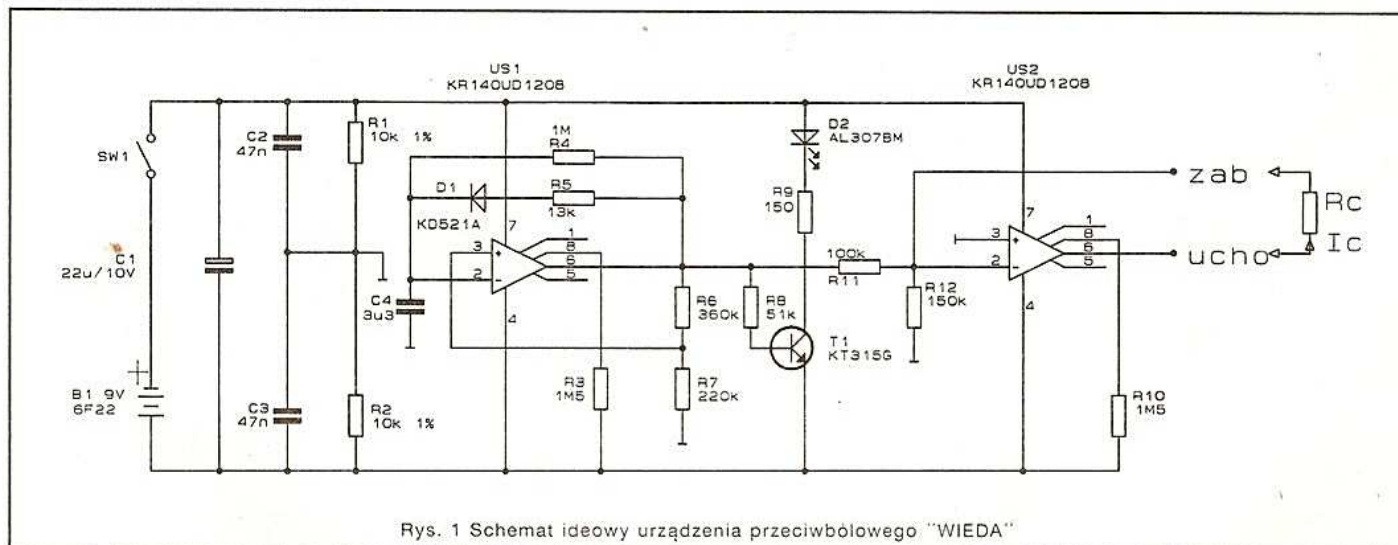 US1
KR140UD1208
US2
KR140UD1208
SW1
C1
22u/10V
B1 9V
6F22
C2
47n
C3
47n
R1
10k 1%
R2
10k 1%
1M
R4
D1
KD521A
R5
13k
C4
3u3
3
2
7
1
8
6
5
4
R3
1M5
R6
360k
R7
220k
R8
51k
D2
AL307BM
R9
150
T1
KT315G
100k
R11
R12
150k
3
2
7
1
8
6
5
4
R10
1M5
zab
ucho
Rc
Ic
Rys. 1 Schemat ideowy urządzenia przeciwbólowego "WIEDA"